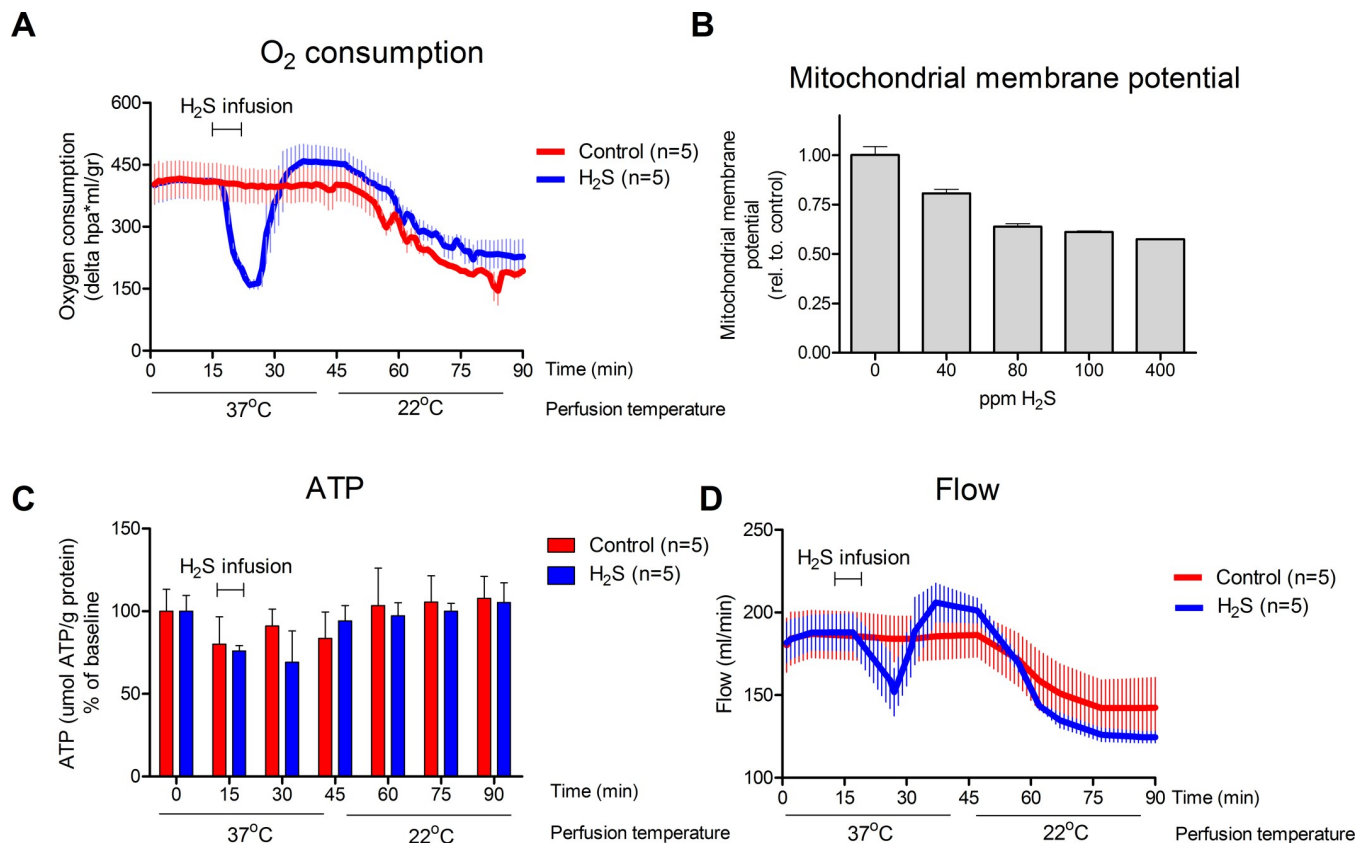 A
O2 consumption
H2S infusion
Oxygen consumption
(delta hpa*ml/gr)
600
450
300
150
0
0 15 30 45 60 75 90
Time (min)
37°C 22°C
Perfusion temperature
Control (n=5)
H2S (n=5)
B
Mitochondrial membrane potential
Mitochondrial membrane
potential
(rel. to. control)
1.00
0.75
0.50
0.25
0.00
0 40 80 100 400
ppm H2S
C
ATP
H2S infusion
ATP (umol ATP/g protein)
% of baseline
150
100
50
0
0 15 30 45 60 75 90
Time (min)
37°C 22°C
Perfusion temperature
Control (n=5)
H2S (n=5)
D
Flow
H2S infusion
Flow (ml/min)
250
200
150
100
0 15 30 45 60 75 90
Time (min)
37°C 22°C
Perfusion temperature
Control (n=5)
H2S (n=5)